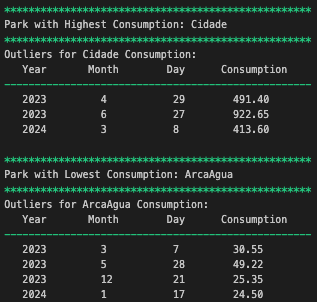 ***************************************************
Park with Highest Consumption: Cidade
***************************************************
Outliers for Cidade Consumption:
Year Month Day Consumption
---------------------------------------------------
2023 4 29 491.40
2023 6 27 922.65
2024 3 8 413.60
***************************************************
Park with Lowest Consumption: ArcaAgua
***************************************************
Outliers for ArcaAgua Consumption:
Year Month Day Consumption
---------------------------------------------------
2023 3 7 30.55
2023 5 28 49.22
2023 12 21 25.35
2024 1 17 24.50